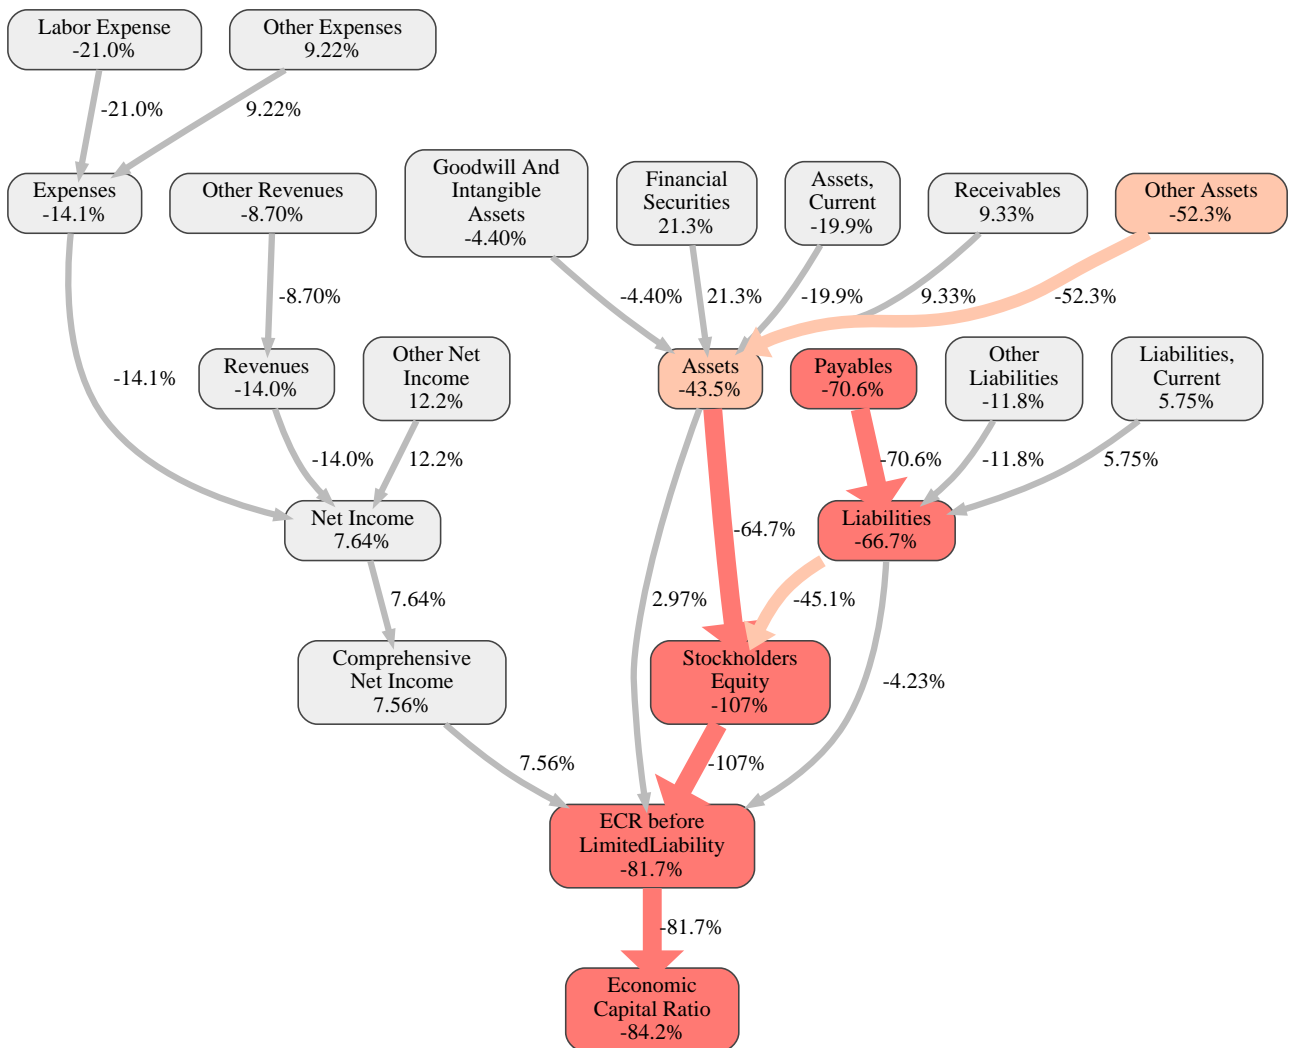 Labor Expense
-21.0%
Other Expenses
9.22%
-21.0%
9.22%
Goodwill And
Intangible
Assets
-4.40%
Financial
Securities
21.3%
Assets,
Current
-19.9%
Receivables
9.33%
Other Assets
-52.3%
Expenses
-14.1%
Other Revenues
-8.70%
-8.70%
-4.40%
21.3%
-19.9%
9.33%
-52.3%
Revenues
-14.0%
Other Net
Income
12.2%
Assets
-43.5%
Payables
-70.6%
Other
Liabilities
-11.8%
Liabilities,
Current
5.75%
-14.1%
-14.0%
12.2%
-70.6%
-11.8%
5.75%
Net Income
7.64%
-64.7%
Liabilities
-66.7%
7.64%
2.97%
-45.1%
Comprehensive
Net Income
7.56%
Stockholders
Equity
-107%
-4.23%
7.56%
-107%
ECR before
LimitedLiability
-81.7%
-81.7%
Economic
Capital Ratio
-84.2%